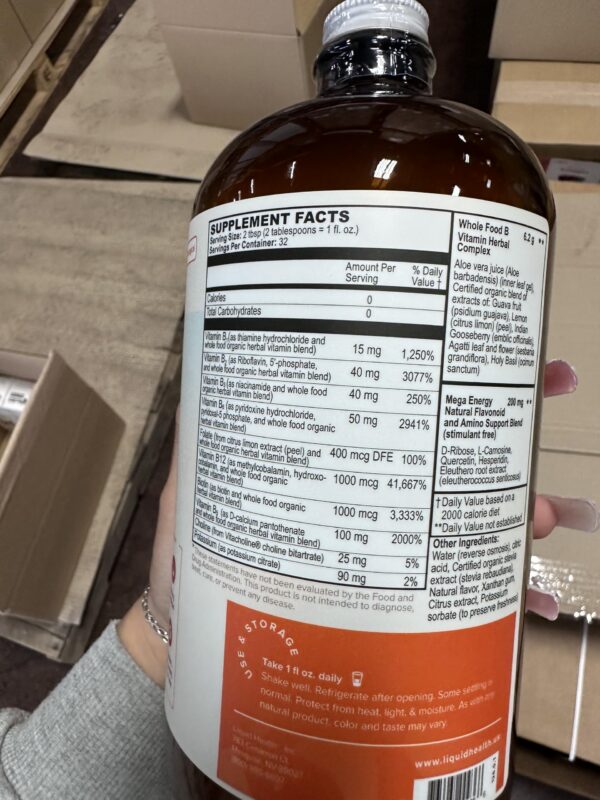 SUPPLEMENT FACTS
Serving Size: 2 tbsp (2 tablespoons = 1 fl. oz.)
Servings Per Container: 32
Amount Per
Serving
% Daily
Value †
Calories 0
Total Carbohydrates 0
Vitamin B1 (as thiamine hydrochloride and
whole food organic herbal vitamin blend) 15 mg 1,250%
Vitamin B2 (as Riboflavin, 5'-phosphate,
and whole food organic herbal vitamin blend) 40 mg 3077%
Vitamin B3 (as niacinamide and whole food
organic herbal vitamin blend) 40 mg 250%
Vitamin B6 (as pyridoxine hydrochloride,
pyridoxal-5 phosphate, and whole food organic
herbal vitamin blend) 50 mg 2941%
Folate (from citrus limon extract (peel) and
whole food organic herbal vitamin blend) 400 mcg DFE 100%
Vitamin B12 (as methylcobalamin, hydroxo-
cobalamin, and whole food organic
herbal vitamin blend) 1000 mcg 41,667%
Biotin (as biotin and whole food organic
herbal vitamin blend) 1000 mcg 3,333%
Vitamin B5 (as D-calcium pantothenate
and whole food organic herbal vitamin blend) 100 mg 2000%
Choline (from Vitacholine® choline bitartrate) 25 mg 5%
Potassium (as potassium citrate) 90 mg 2%
These statements have not been evaluated by the Food and
Drug Administration. This product is not intended to diagnose,
treat, cure, or prevent any disease.
Whole Food B 6.2 g **
Vitamin Herbal
Complex
Aloe vera juice (Aloe
barbadensis) (inner leaf gel),
Certified organic blend of
extracts of: Guava fruit
(psidium guajava), Lemon
(citrus limon) (peel), Indian
Gooseberry (emblic officinalis),
Agatti leaf and flower (sesbania
grandiflora), Holy Basil (ocimum
sanctum)
Mega Energy 200 mg **
Natural Flavonoid
and Amino Support Blend
(stimulant free)
D-Ribose, L-Carnosine,
Quercetin, Hesperidin,
Eleuthero root extract
(eleutherococcus senticosus)
† Daily Value based on a
2000 calorie diet
**Daily Value not established
Other Ingredients:
Water (reverse osmosis), citric
acid, Certified organic stevia
extract (stevia rebaudiana),
Natural flavor, Xanthan gum,
Citrus extract, Potassium
sorbate (to preserve freshness)
USE & STORAGE
Take 1 fl oz. daily
Shake well. Refrigerate after opening. Some settling is
normal. Protect from heat, light, & moisture. As with any
natural product, color and taste may vary.
Liquid Health, Inc
Mesquite, NV 89027
www.liquidhealth.us